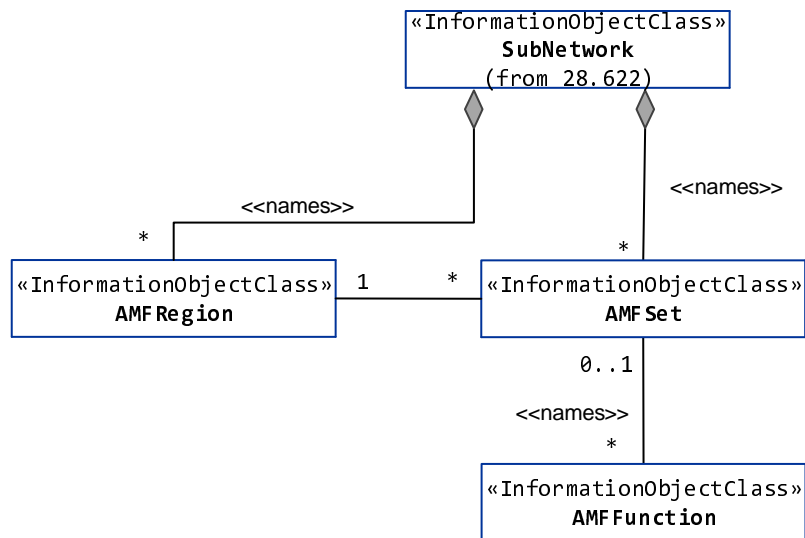 «InformationObjectClass»
SubNetwork
(from 28.622)
<<names>>
<<names>>
*
*
«InformationObjectClass»
AMFRegion
1
*
«InformationObjectClass»
AMFSet
0..1
<<names>>
*
«InformationObjectClass»
AMFFunction